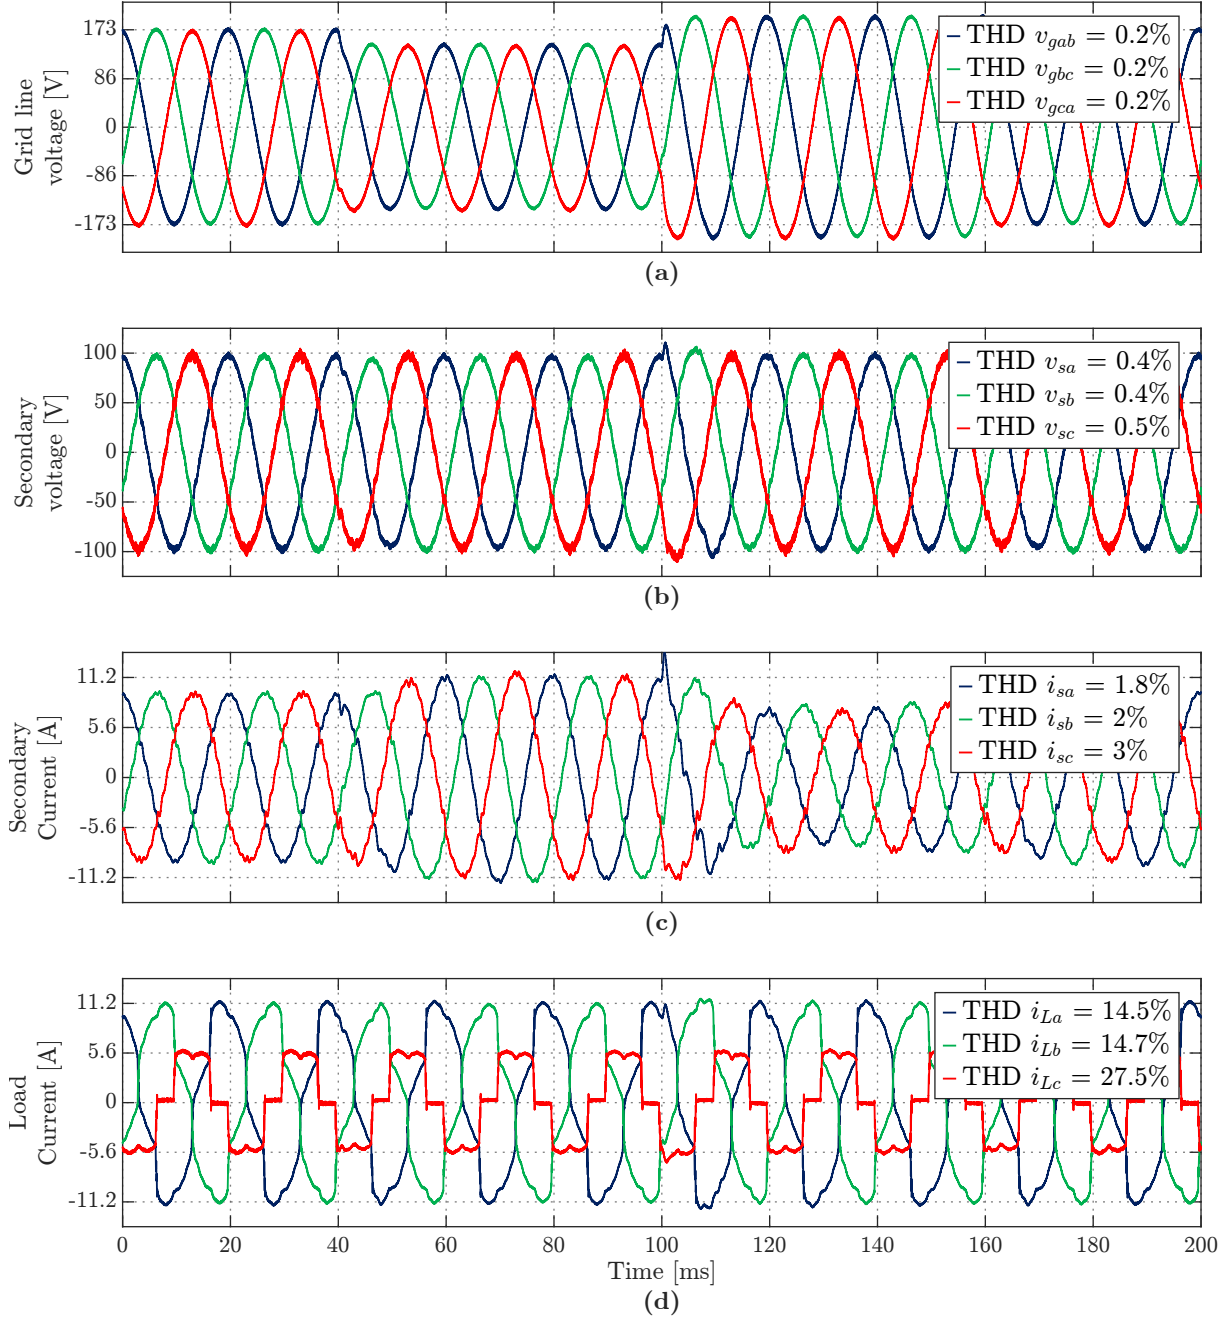 Grid line
voltage [V]
173
86
0
-86
-173
THD v_gab = 0.2%
THD v_gbc = 0.2%
THD v_gca = 0.2%
(a)
Secondary
voltage [V]
100
50
0
-50
-100
THD v_sa = 0.4%
THD v_sb = 0.4%
THD v_sc = 0.5%
(b)
Secondary
Current [A]
11.2
5.6
0
-5.6
-11.2
THD i_sa = 1.8%
THD i_sb = 2%
THD i_sc = 3%
(c)
Load
Current [A]
11.2
5.6
0
-5.6
-11.2
THD i_La = 14.5%
THD i_Lb = 14.7%
THD i_Lc = 27.5%
0 20 40 60 80 100 120 140 160 180 200
Time [ms]
(d)